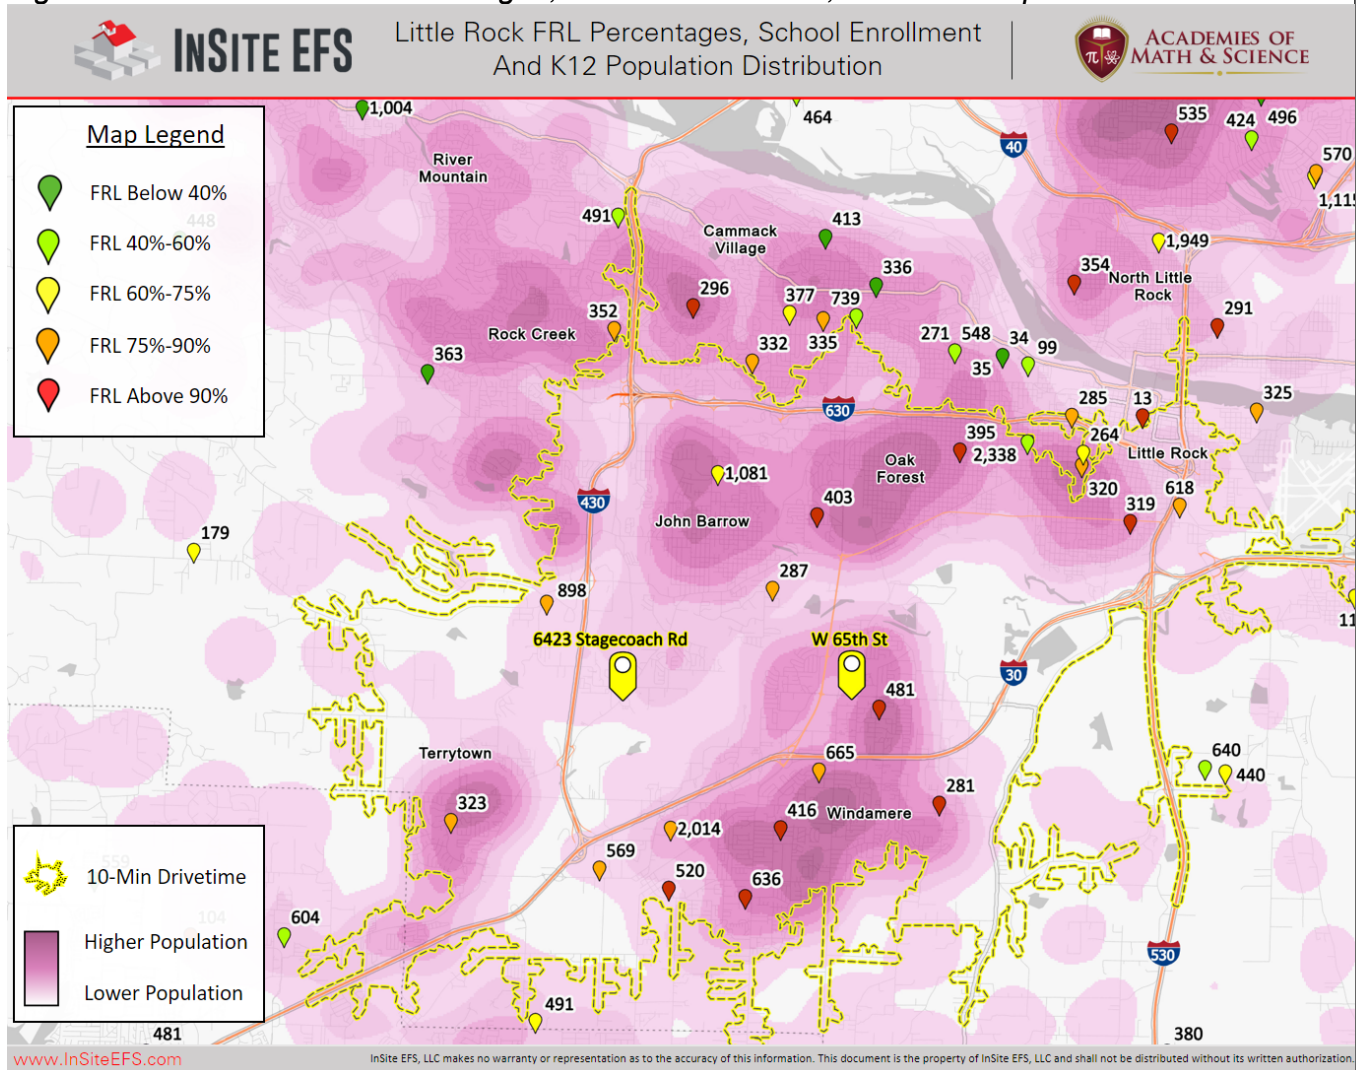 INSITE EFS
Little Rock FRL Percentages, School Enrollment
And K12 Population Distribution
ACADEMIES OF
MATH & SCIENCE
Map Legend
FRL Below 40%
FRL 40%-60%
FRL 60%-75%
FRL 75%-90%
FRL Above 90%
448
1,004
464
535
424
496
570
1,115
40
River
Mountain
491
413
Cammack
Village
1,949
336
354
North Little
Rock
296
377
739
352
291
Rock Creek
332
335
271
548
34
99
35
363
630
285
13
325
395
264
2,338
Little Rock
Oak
Forest
1,081
320
430
403
John Barrow
319
618
179
287
898
11
6423 Stagecoach Rd
W 65th St
30
481
Terrytown
665
640
440
323
416
Windamere
281
2,014
569
520
636
559
10-Min Drivetime
104
604
Higher Population
Lower Population
530
491
481
380
www.InSiteEFS.com
InSite EFS, LLC makes no warranty or representation as to the accuracy of this information. This document is the property of InSite EFS, LLC and shall not be distributed without its written authorization.